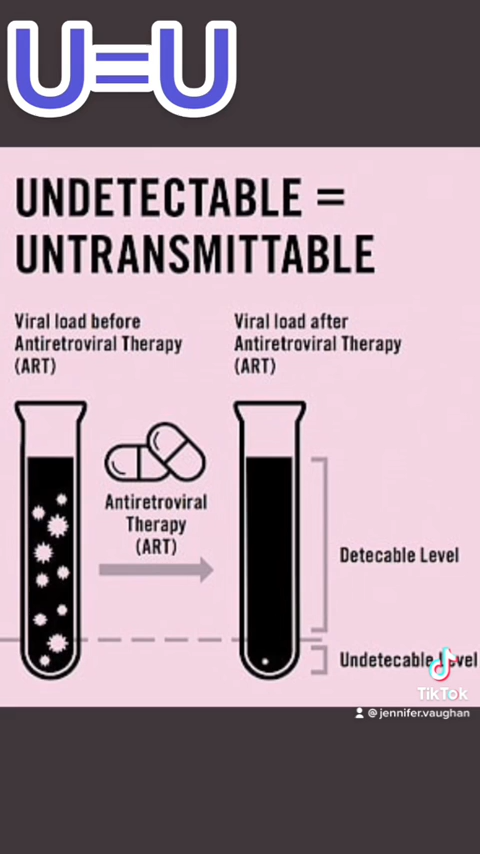 U=U
UNDETECTABLE =
UNTRANSMITTABLE
Viral load before
Antiretroviral Therapy
(ART)
Viral load after
Antiretroviral Therapy
(ART)
Antiretroviral
Therapy
(ART)
Detecable Level
Undetecable Level
TikTok
@jennifer.vaughan